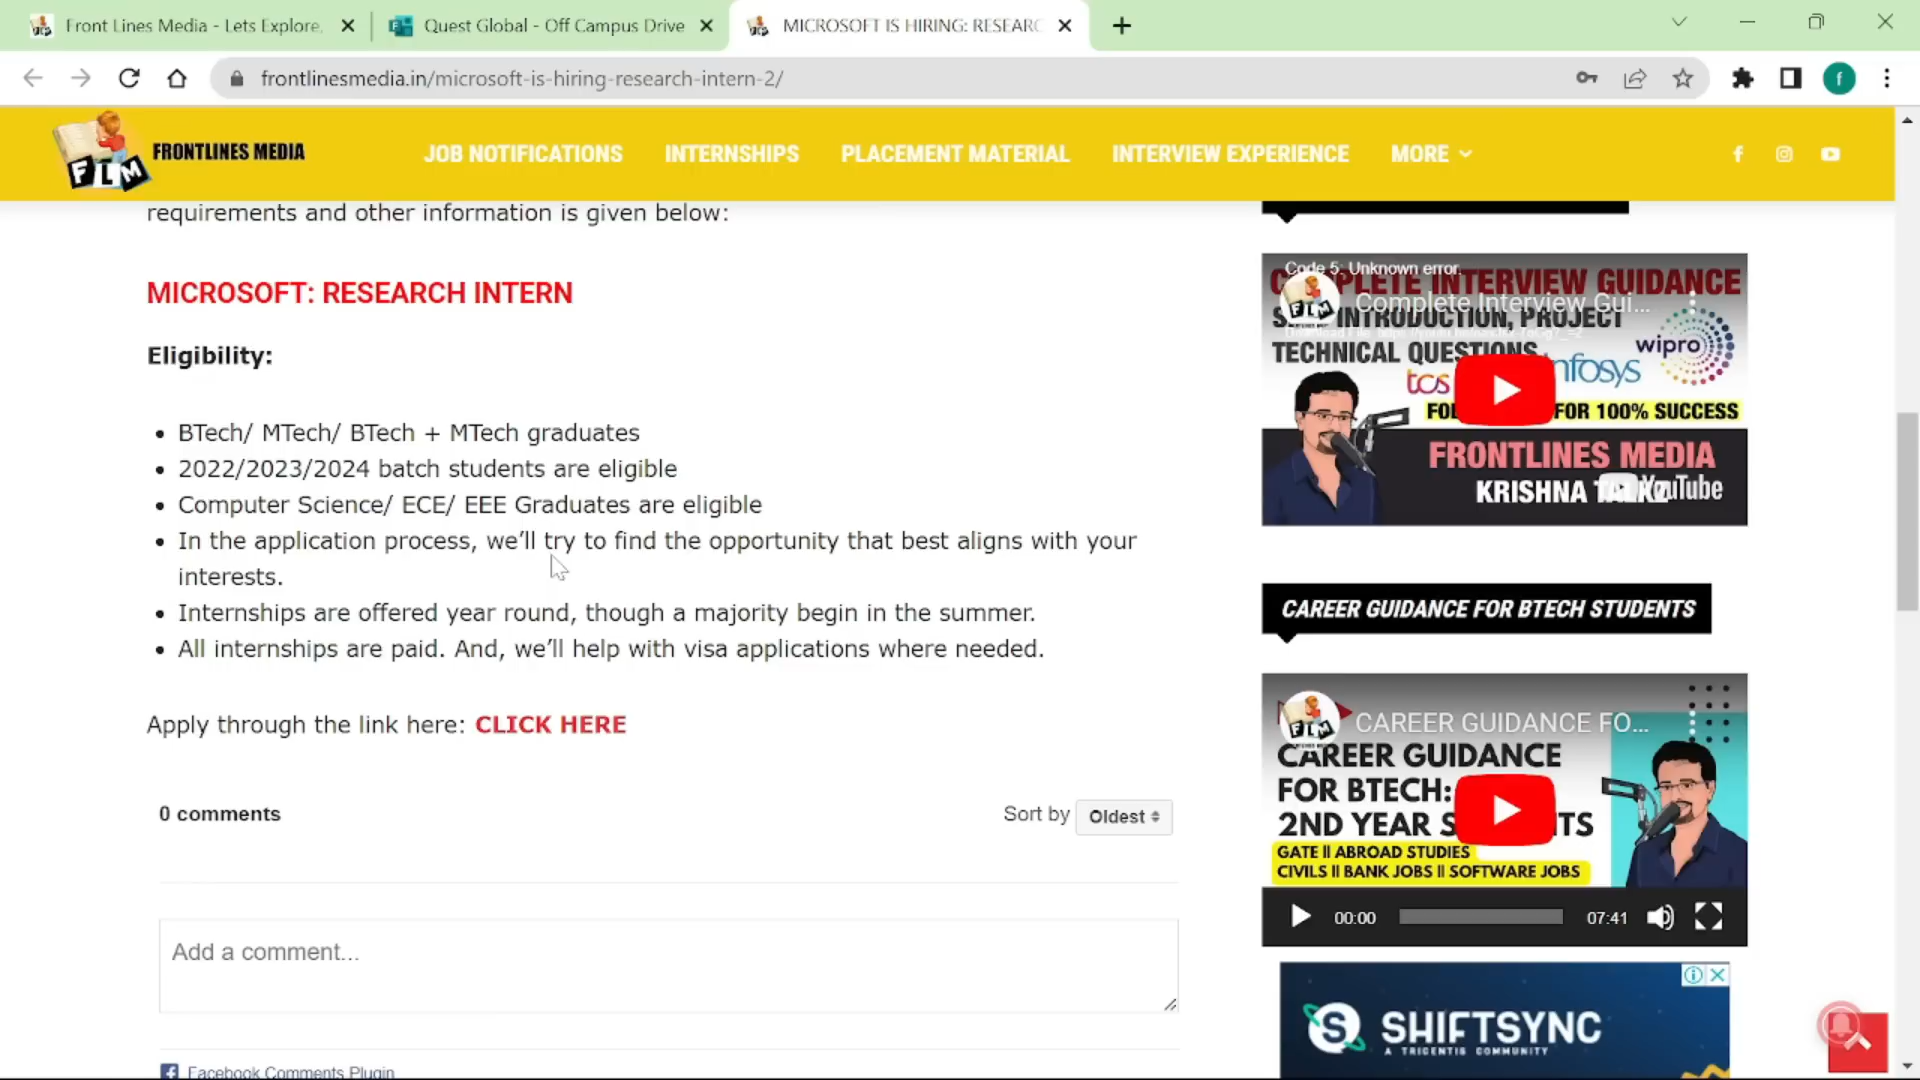 Front Lines Media - Lets Explore.
Quest Global - Off Campus Drive
MICROSOFT IS HIRING: RESEARC
frontlinesmedia.in/microsoft-is-hiring-research-intern-2/
f
FLM
FRONTLINES MEDIA
JOB NOTIFICATIONS
INTERNSHIPS
PLACEMENT MATERIAL
INTERVIEW EXPERIENCE
MORE
requirements and other information is given below:
MICROSOFT: RESEARCH INTERN
Eligibility:
• BTech/ MTech/ BTech + MTech graduates
• 2022/2023/2024 batch students are eligible
• Computer Science/ ECE/ EEE Graduates are eligible
• In the application process, we’ll try to find the opportunity that best aligns with your
interests.
• Internships are offered year round, though a majority begin in the summer.
• All internships are paid. And, we’ll help with visa applications where needed.
Apply through the link here: CLICK HERE
0 comments
Sort by Oldest
Add a comment...
Facebook Comments Plugin
Code 5: Unknown error.
COMPLETE INTERVIEW GUIDANCE
Complete Interview Gui...
INTRODUCTION, PROJECT
TECHNICAL QUESTIONS
wipro
tcs
Infosys
FOR 100% SUCCESS
FRONTLINES MEDIA
KRISHNA TALKZ
YouTube
CAREER GUIDANCE FOR BTECH STUDENTS
FLM
CAREER GUIDANCE FO...
CAREER GUIDANCE
FOR BTECH:
2ND YEAR STUDENTS
GATE || ABROAD STUDIES
CIVILS || BANK JOBS || SOFTWARE JOBS
00:00
07:41
SHIFTSYNC
A TRICENTIS COMMUNITY